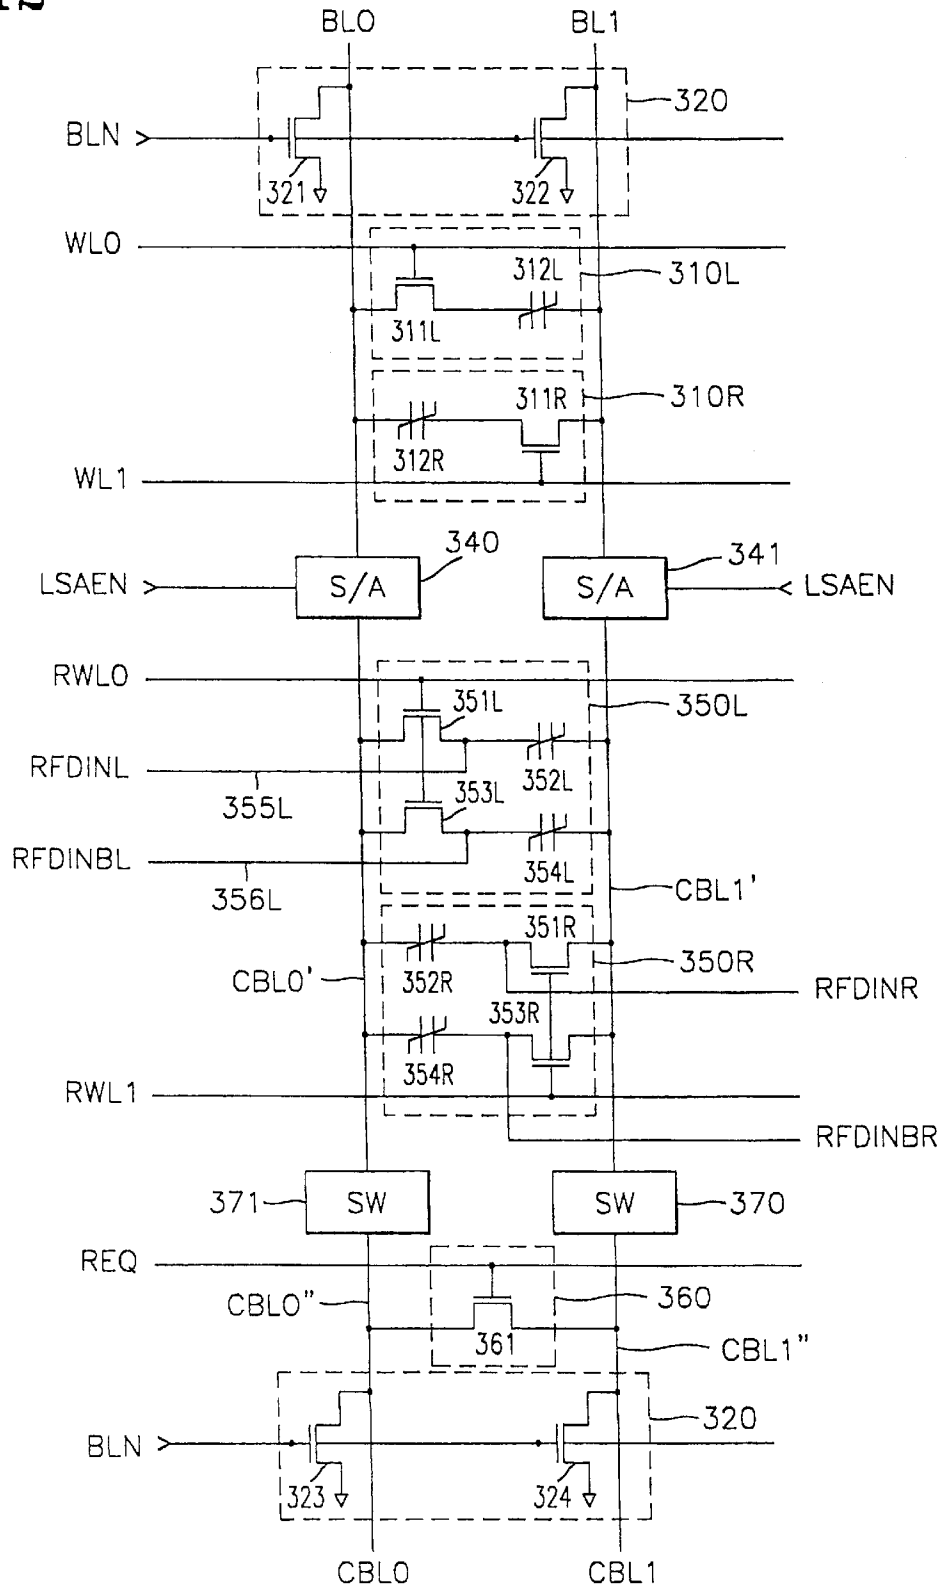 BL0 BL1
320
BLN
321 322
WL0
312L 310L
311L
311R 310R
312R
WL1
340 341
LSAEN S/A S/A LSAEN
RWL0
351L 350L
RFDINL
352L
355L 353L
RFDINBL
354L
356L CBL1'
351R
350R
CBL0' 352R
RFDINR
353R
354R
RWL1
RFDINBR
371 SW SW 370
REQ
CBL0" 360
361 CBL1"
320
BLN
323 324
CBL0 CBL1